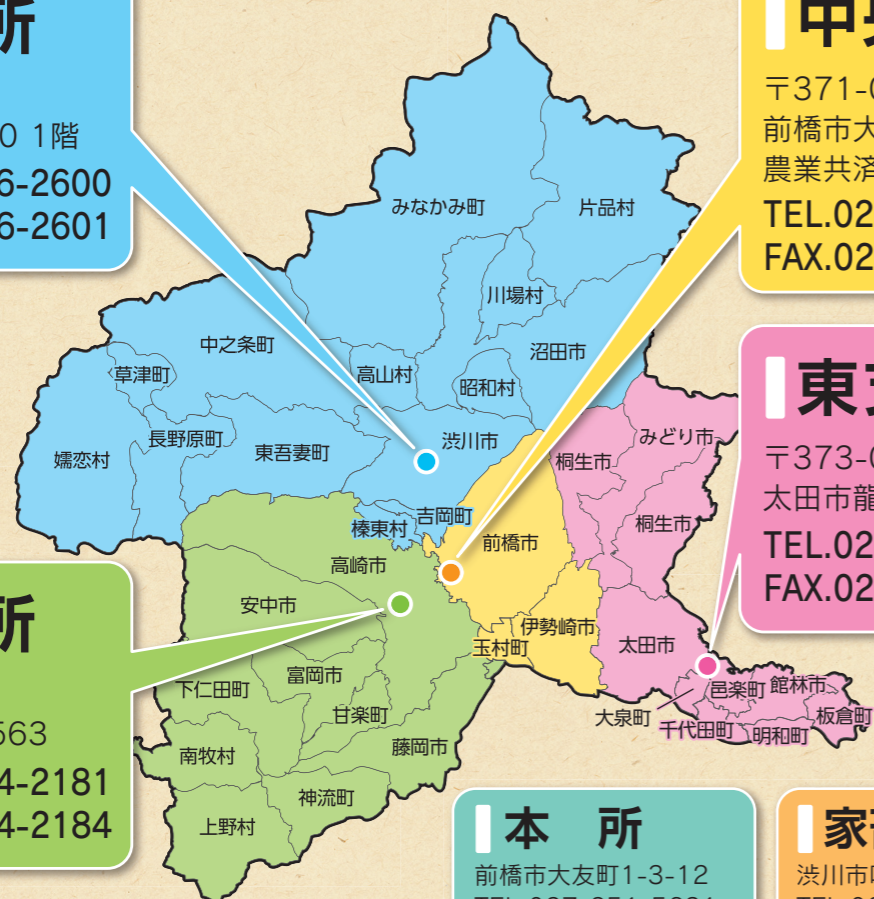 所
0 1階
6-2600
6-2601
〒371-0
前橋市大
農業共済
TEL.02
FAX.02
みなかみ町
片品村
川場村
中之条町
沼田市
草津町
高山村
昭和村
嬬恋村
長野原町
東吾妻町
渋川市
桐生市
みどり市
榛東村
吉岡町
前橋市
桐生市
高崎市
安中市
伊勢崎市
玉村町
太田市
下仁田町
富岡市
甘楽町
南牧村
藤岡市
上野村
神流町
大泉町
邑楽町
館林市
千代田町
明和町
板倉町
東支
〒373-0
太田市龍
TEL.02
FAX.02
所
563
4-2181
4-2184
本　所
前橋市大友町1-3-12
家畜
渋川市